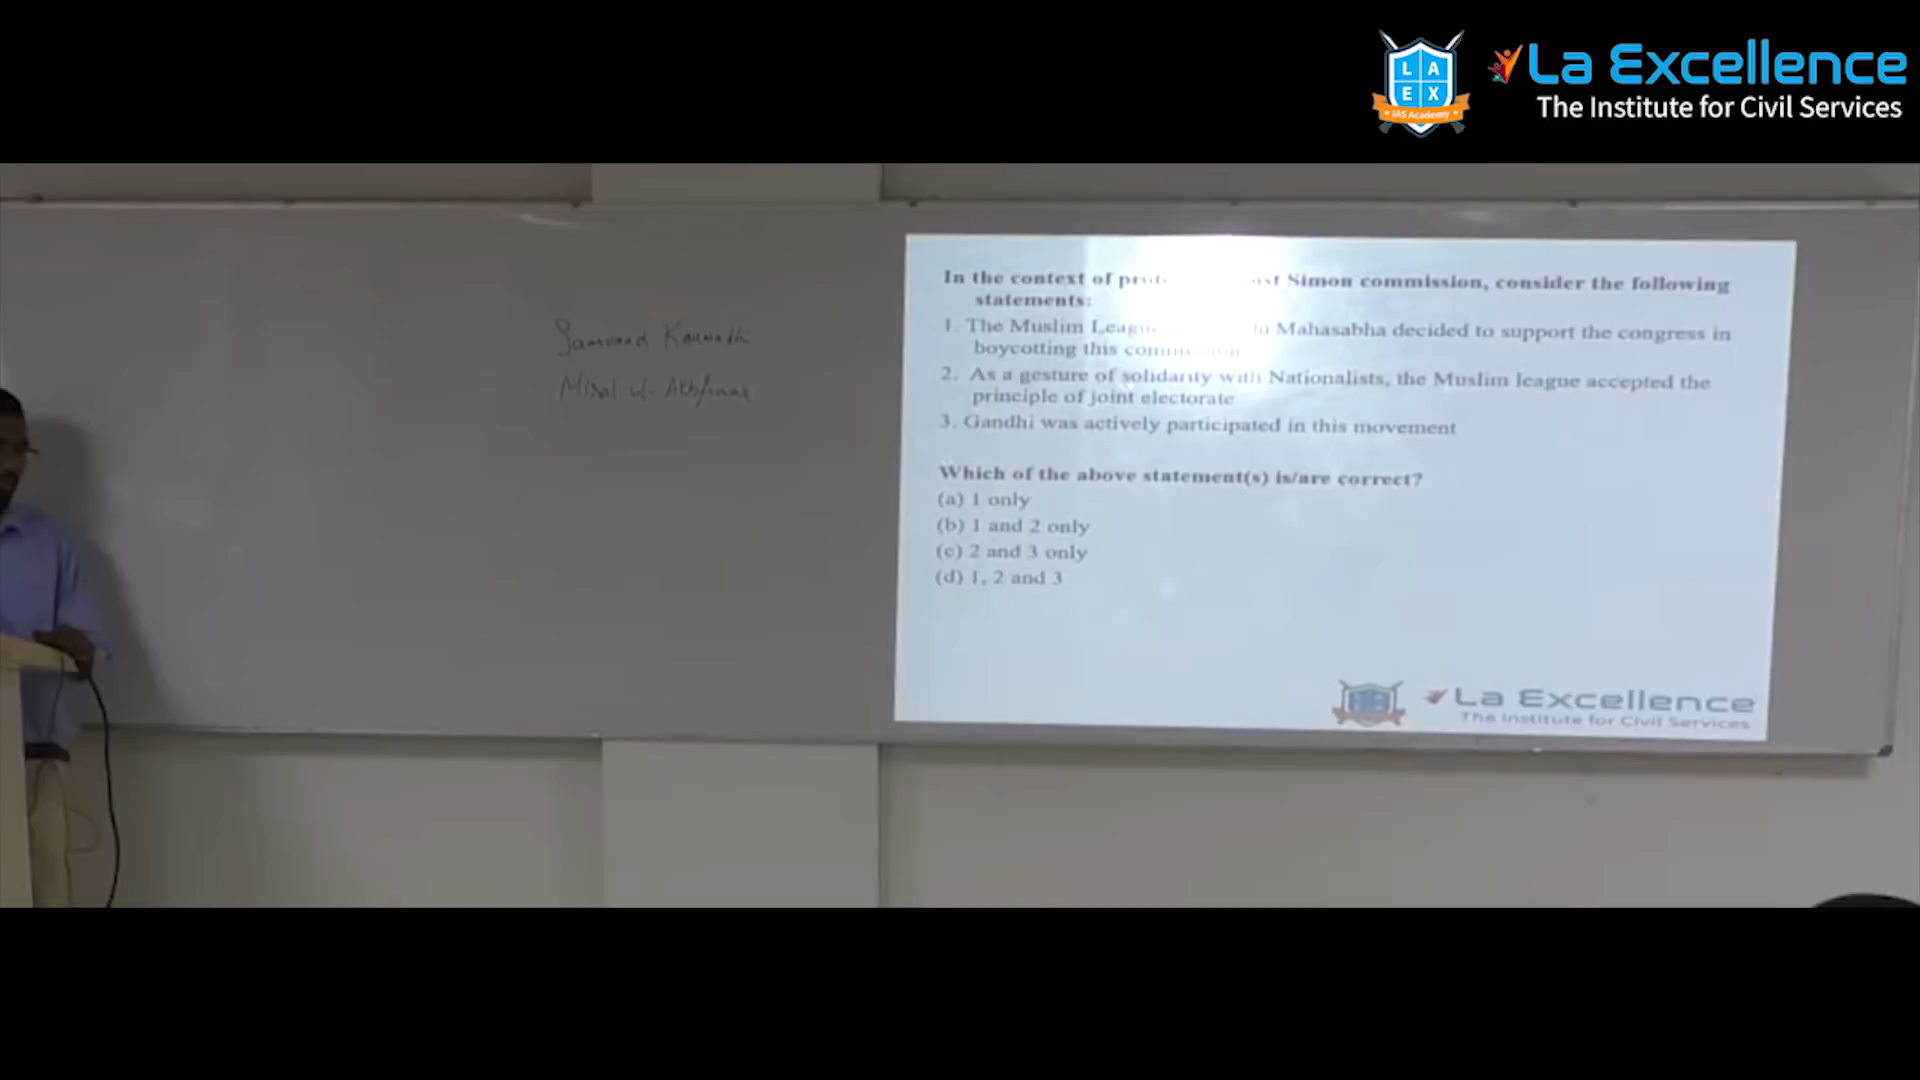 L A
E X
IAS Academy
La Excellence
The Institute for Civil Services
In the context of Simon commission, consider the following
statements:
1. The Muslim Mahasabha decided to support the congress in
boycotting this
2. As a gesture of solidarity with Nationalists, the Muslim league accepted the
principle of joint electorate
3. Gandhi was actively participated in this movement
Which of the above statement(s) is/are correct?
(a) 1 only
(b) 1 and 2 only
(c) 2 and 3 only
(d) 1, 2 and 3
La Excellence
The Institute for Civil Services